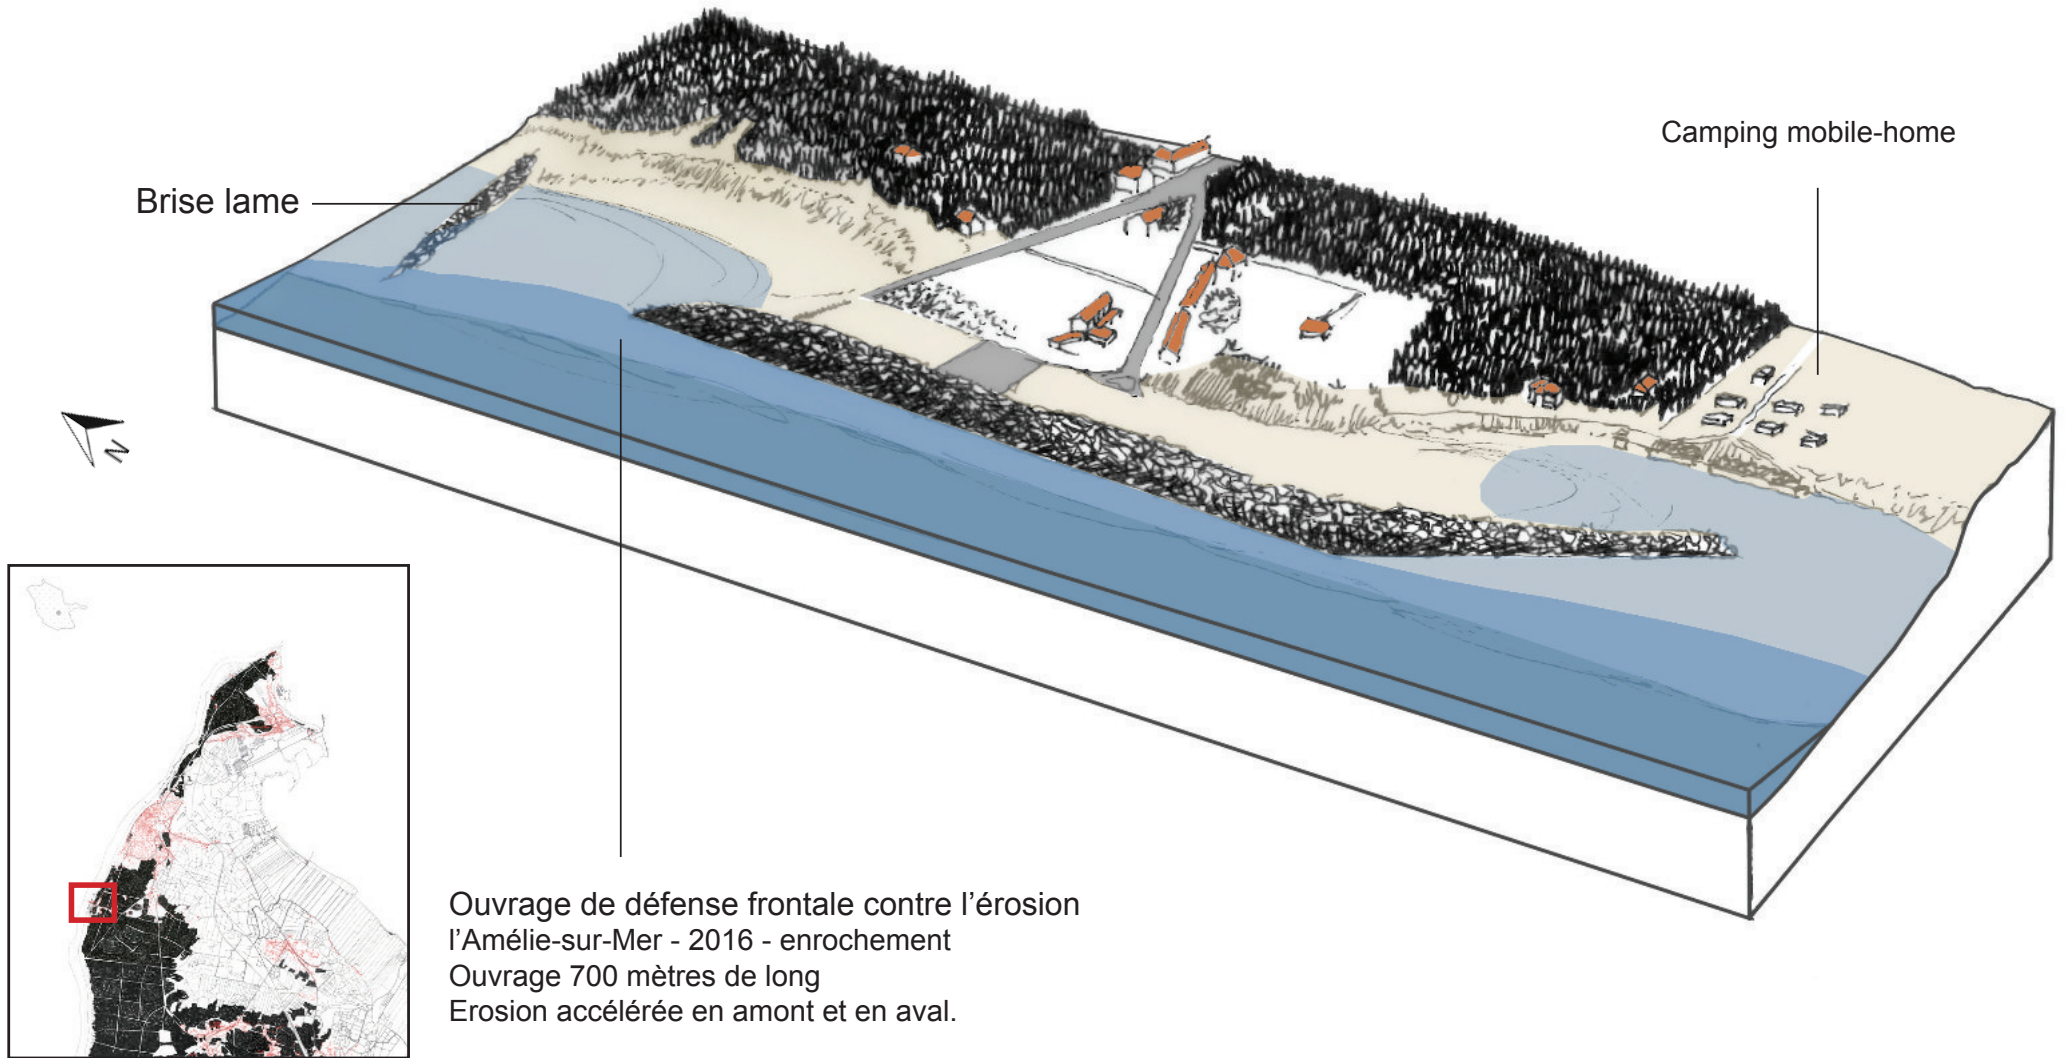 Camping mobile-home
Brise lame
N
Ouvrage de défense frontale contre l’érosion
l’Amélie-sur-Mer - 2016 - enrochement
Ouvrage 700 mètres de long
Erosion accélérée en amont et en aval.